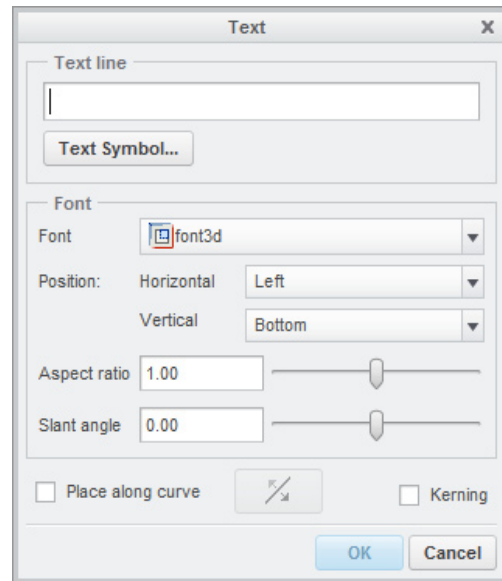 Text
Text line
Text Symbol...
Font
Font font3d
Position: Horizontal Left
Vertical Bottom
Aspect ratio 1.00
Slant angle 0.00
Place along curve Kerning
OK Cancel